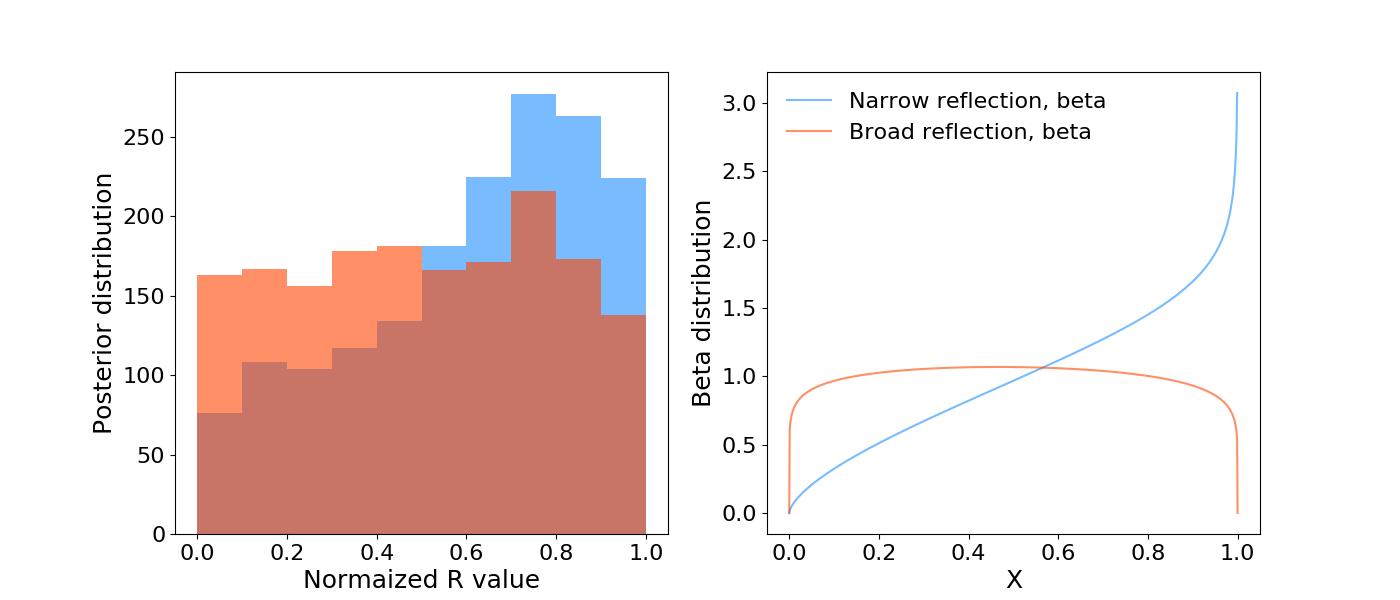 Posterior distribution
250
200
150
100
50
0
0.0 0.2 0.4 0.6 0.8 1.0
Normaized R value
Beta distribution
3.0
2.5
2.0
1.5
1.0
0.5
0.0
0.0 0.2 0.4 0.6 0.8 1.0
X
Narrow reflection, beta
Broad reflection, beta